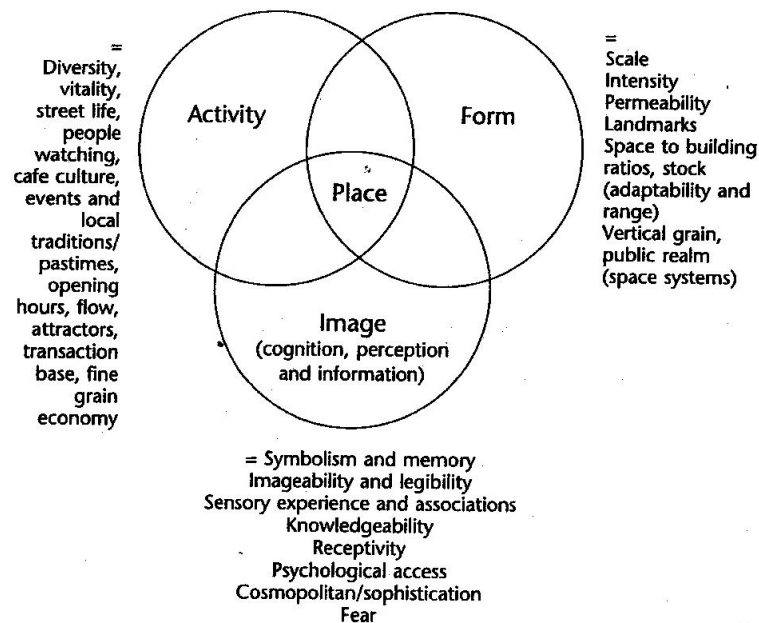 =
Diversity,
vitality,
street life,
people
watching,
cafe culture,
events and
local
traditions/
pastimes,
opening
hours, flow,
attractors,
transaction
base, fine
grain
economy
Activity
Form
Place
Image
(cognition, perception
and information)
=
Scale
Intensity
Permeability
Landmarks
Space to building
ratios, stock
(adaptability and
range)
Vertical grain,
public realm
(space systems)
= Symbolism and memory
Imageability and legibility
Sensory experience and associations
Knowledgeability
Receptivity
Psychological access
Cosmopolitan/sophistication
Fear